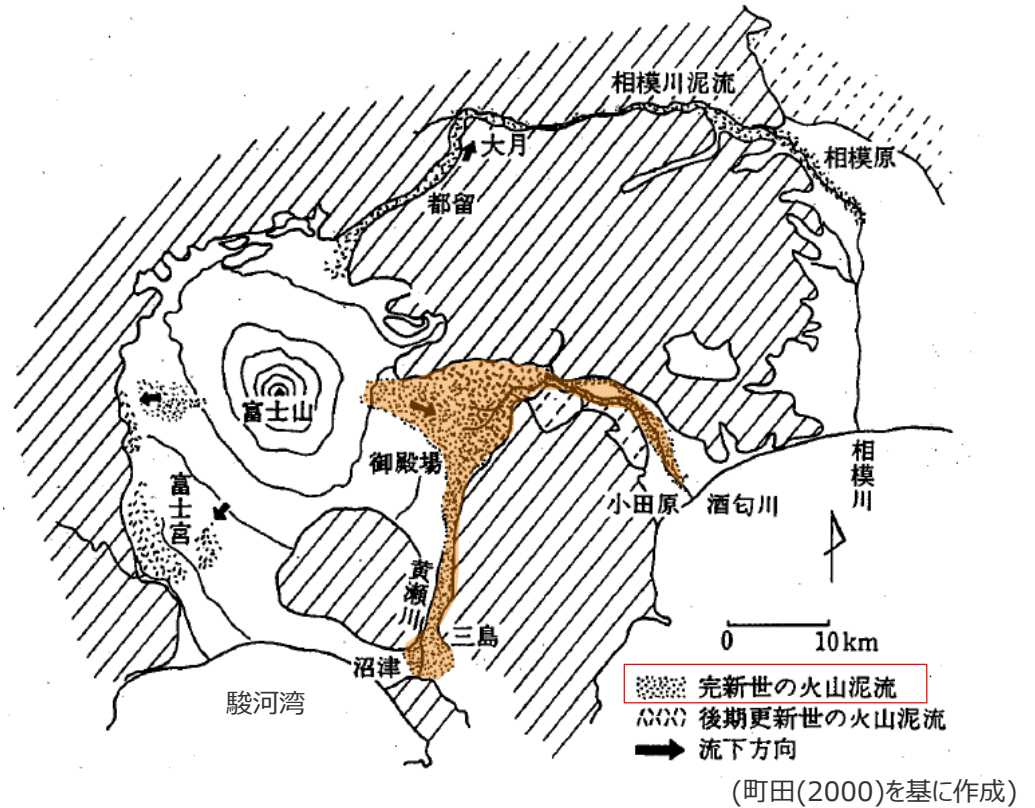 相模川泥流
大月
相模原
都留
富士山
御殿場
富士宮
小田原
酒匂川
相模川
黄瀬川
三島
沼津
駿河湾
0 10km
完新世の火山泥流
後期更新世の火山泥流
流下方向
(町田(2000)を基に作成)